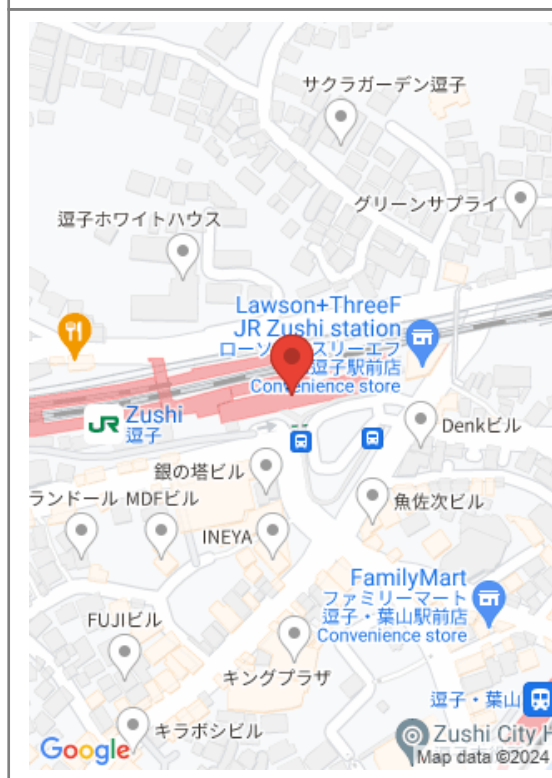 サクラガーデン逗子
グリーンサプライ
逗子ホワイトハウス
Lawson+ThreeF
JR Zushi station
ローソン
スリーエフ
逗子駅前店
Convenience store
JR
Zushi
逗子
Denkビル
銀の塔ビル
ランドール
MDFビル
魚佐次ビル
INEYA
FamilyMart
ファミリーマート
逗子・葉山駅前店
Convenience store
FUJIビル
キングプラザ
逗子・葉山
キラボシビル
Zushi City H
Google
Map data ©2024